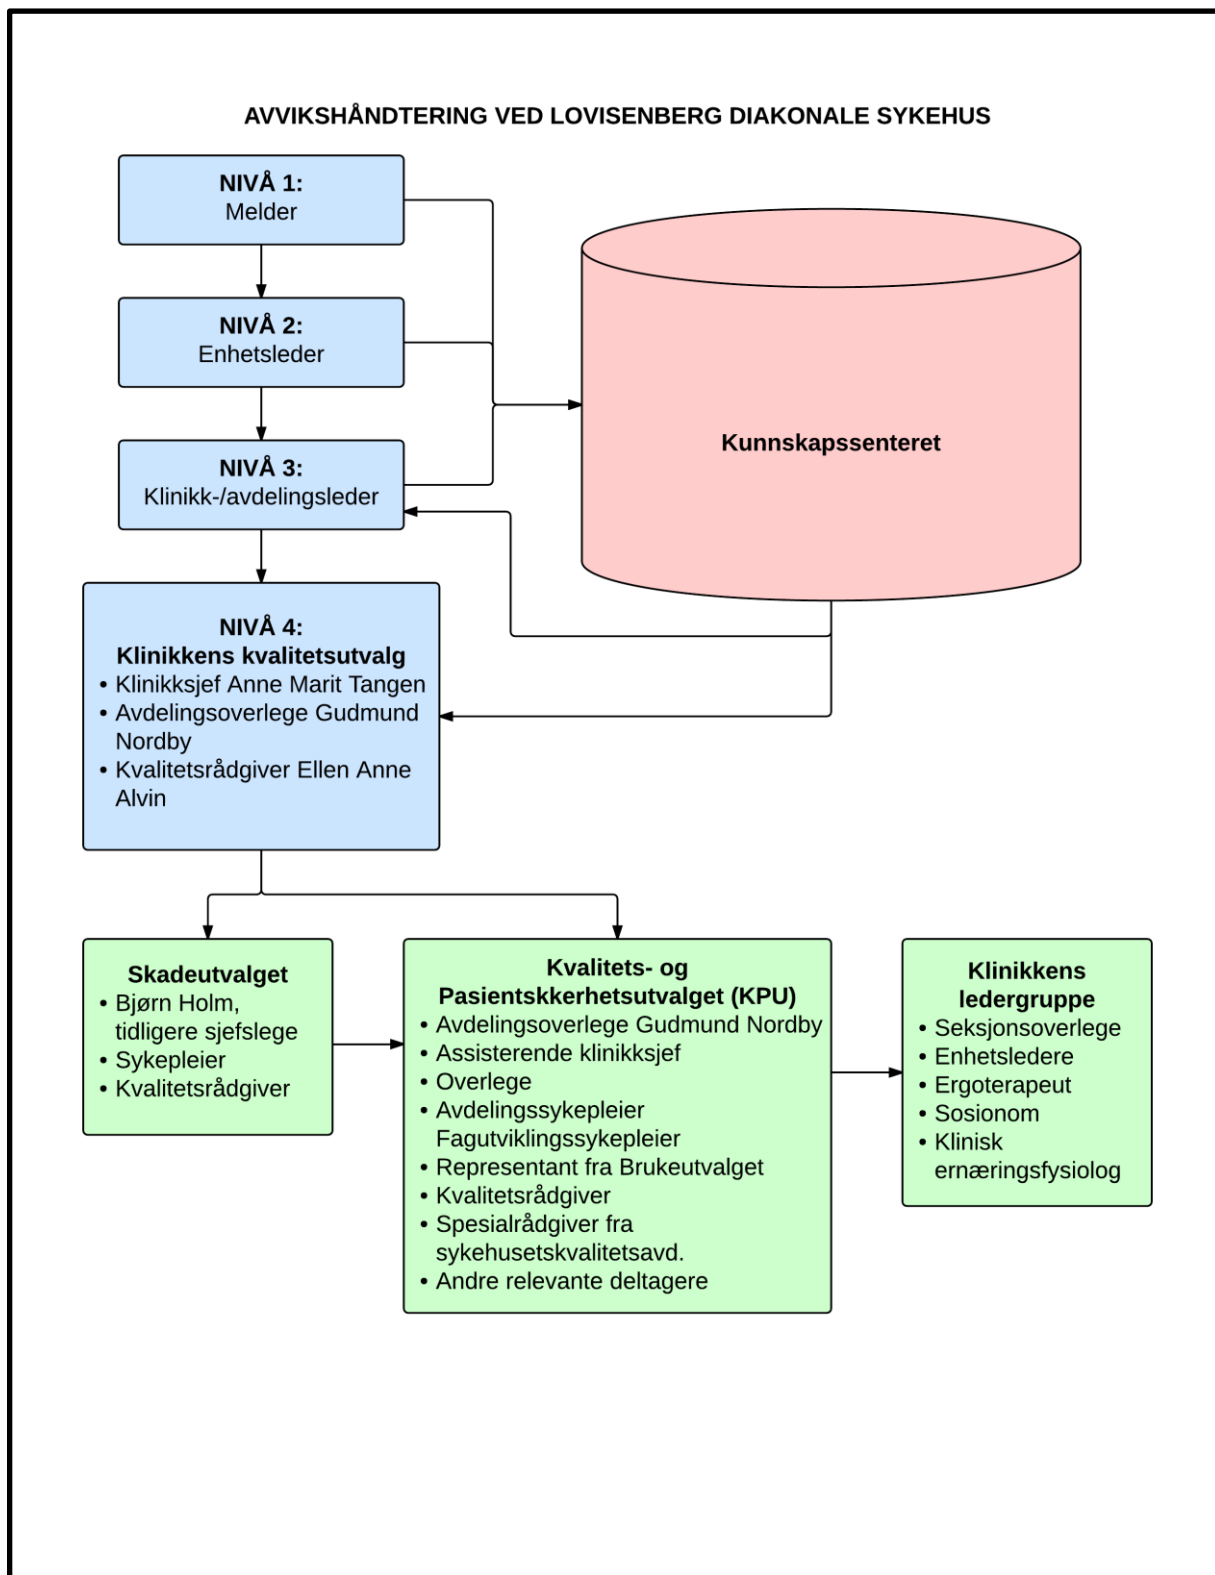 AVVIKSHÅNDTERING VED LOVISENBERG DIAKONALE SYKEHUS
NIVÅ 1:
Melder
NIVÅ 2:
Enhetsleder
NIVÅ 3:
Klinikk-/avdelingsleder
Kunnskapssenteret
NIVÅ 4:
Klinikkens kvalitetsutvalg
• Klinikksjef Anne Marit Tangen
• Avdelingsoverlege Gudmund
Nordby
• Kvalitetsrådgiver Ellen Anne
Alvin
Skadeutvalget
• Bjørn Holm,
tidligere sjefslege
• Sykepleier
• Kvalitetsrådgiver
Kvalitets- og
Pasientskkerhetsutvalget (KPU)
• Avdelingsoverlege Gudmund Nordby
• Assisterende klinikksjef
• Overlege
• Avdelingssykepleier
Fagutviklingssykepleier
• Representant fra Brukeutvalget
• Kvalitetsrådgiver
• Spesialrådgiver fra
sykehusetskvalitetsavd.
• Andre relevante deltagere
Klinikkens
ledergruppe
• Seksjonsoverlege
• Enhetsledere
• Ergoterapeut
• Sosionom
• Klinisk
ernæringsfysiolog